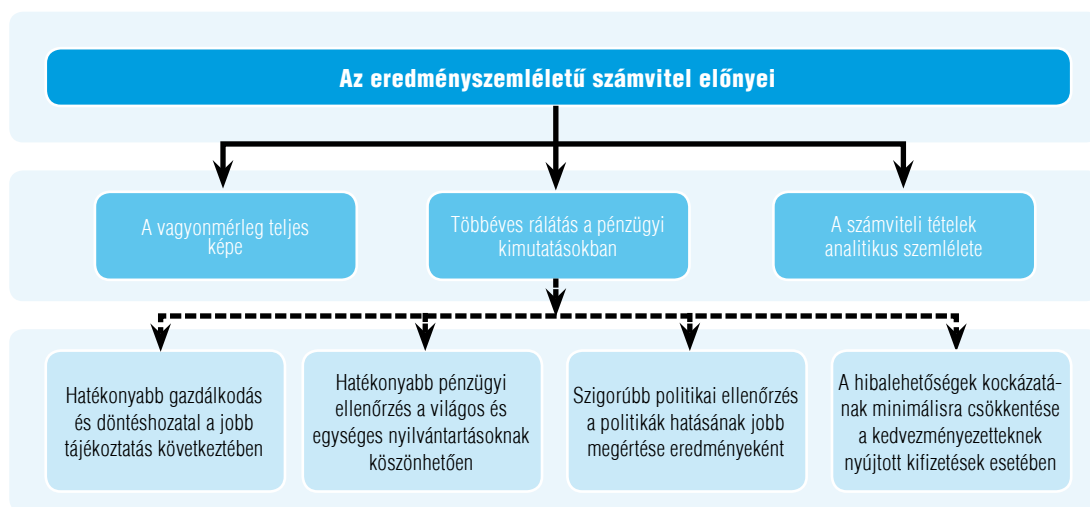 Az eredményszemléletű számvitel előnyei
A vagyonmérleg teljes
képe
Többéves rálátás a pénzügyi
kimutatásokban
A számviteli tételek
analitikus szemlélete
Hatékonyabb gazdálkodás
és döntéshozatal a jobb
tájékoztatás következtében
Hatékonyabb pénzügyi
ellenőrzés a világos és
egységes nyilvántartásoknak
köszönhetően
Szigorúbb politikai ellenőrzés
a politikák hatásának jobb
megértése eredményeként
A hibalehetőségek kockázatá-
nak minimálisra csökkentése
a kedvezményezetteknek
nyújtott kifizetések esetében